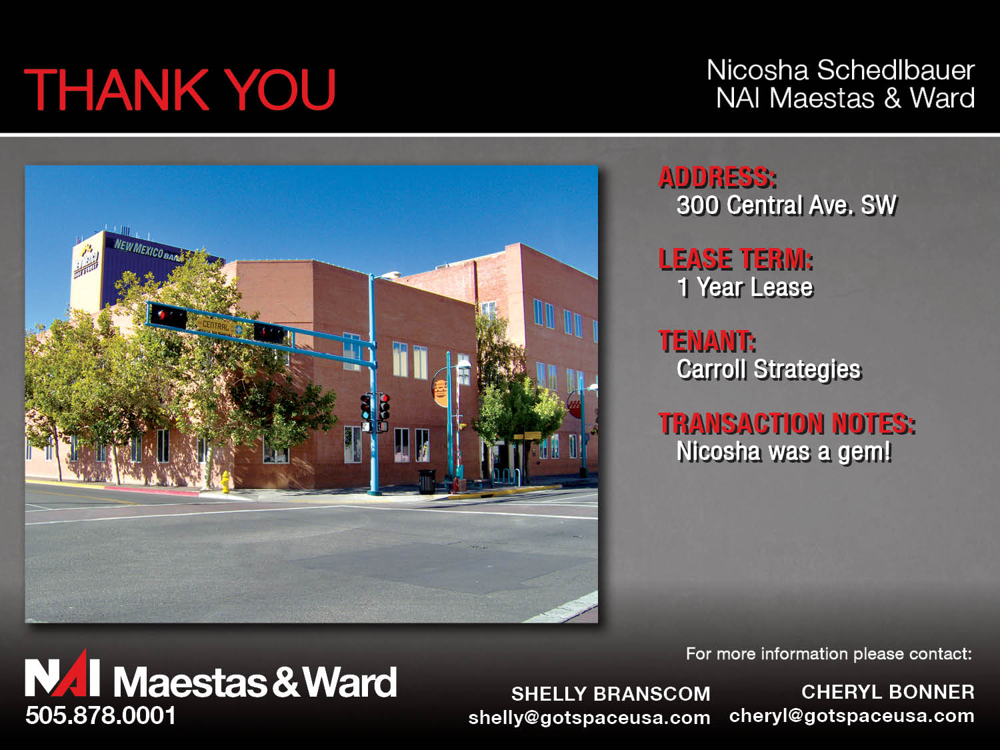 THANK YOU
Nicosha Schedlbauer
NAI Maestas & Ward
NEW MEXICO
NEW MEXICO
CENTRAL
ADDRESS:
300 Central Ave. SW
LEASE TERM:
1 Year Lease
TENANT:
Carroll Strategies
TRANSACTION NOTES:
Nicosha was a gem!
NAI Maestas & Ward
505.878.0001
For more information please contact:
SHELLY BRANSCOM
shelly@gotspaceusa.com
CHERYL BONNER
cheryl@gotspaceusa.com